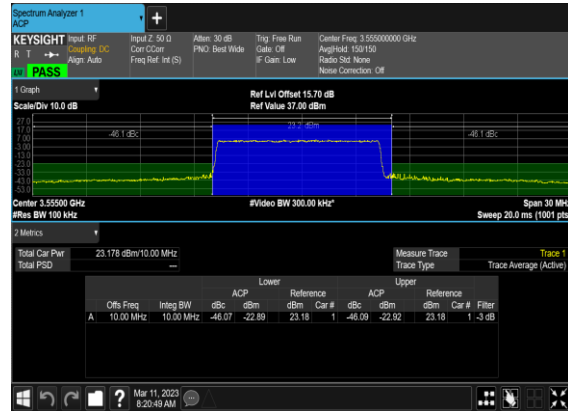 Spectrum Analyzer 1
ACP
+
KEYSIGHT Input: RF Input Z: 50 Ω Atten: 30 dB Trig: Free Run Center Freq: 3.555000000 GHz
R T Coupling: DC Corr CCorr PNO: Best Wide Gate: Off Avg|Hold: 150/150
Align: Auto Freq Ref: Int (S) IF Gain: Low Radio Std: None
Noise Correction: Off
LW PASS
1 Graph
Scale/Div 10.0 dB
Ref Lvl Offset 15.70 dB
Ref Value 37.00 dBm
27.0
17.0
7.00
-3.00
-13.0
-23.0
-33.0
-43.0
-53.0
-46.1 dBc 23.2 dBm -46.1 dBc
Center 3.55500 GHz #Video BW 300.00 kHz* Span 30 MHz
#Res BW 100 kHz Sweep 20.0 ms (1001 pts
2 Metrics
Total Car Pwr 23.178 dBm/10.00 MHz Measure Trace Trace 1
Total PSD --- Trace Type Trace Average (Active)
Lower Upper
ACP Reference ACP Reference
Offs Freq Integ BW dBc dBm dBm Car # dBc dBm dBm Car # Filter
A 10.00 MHz 10.00 MHz -46.07 -22.89 23.18 1 -46.09 -22.92 23.18 1 -3 dB
? Mar 11, 2023
8:20:49 AM